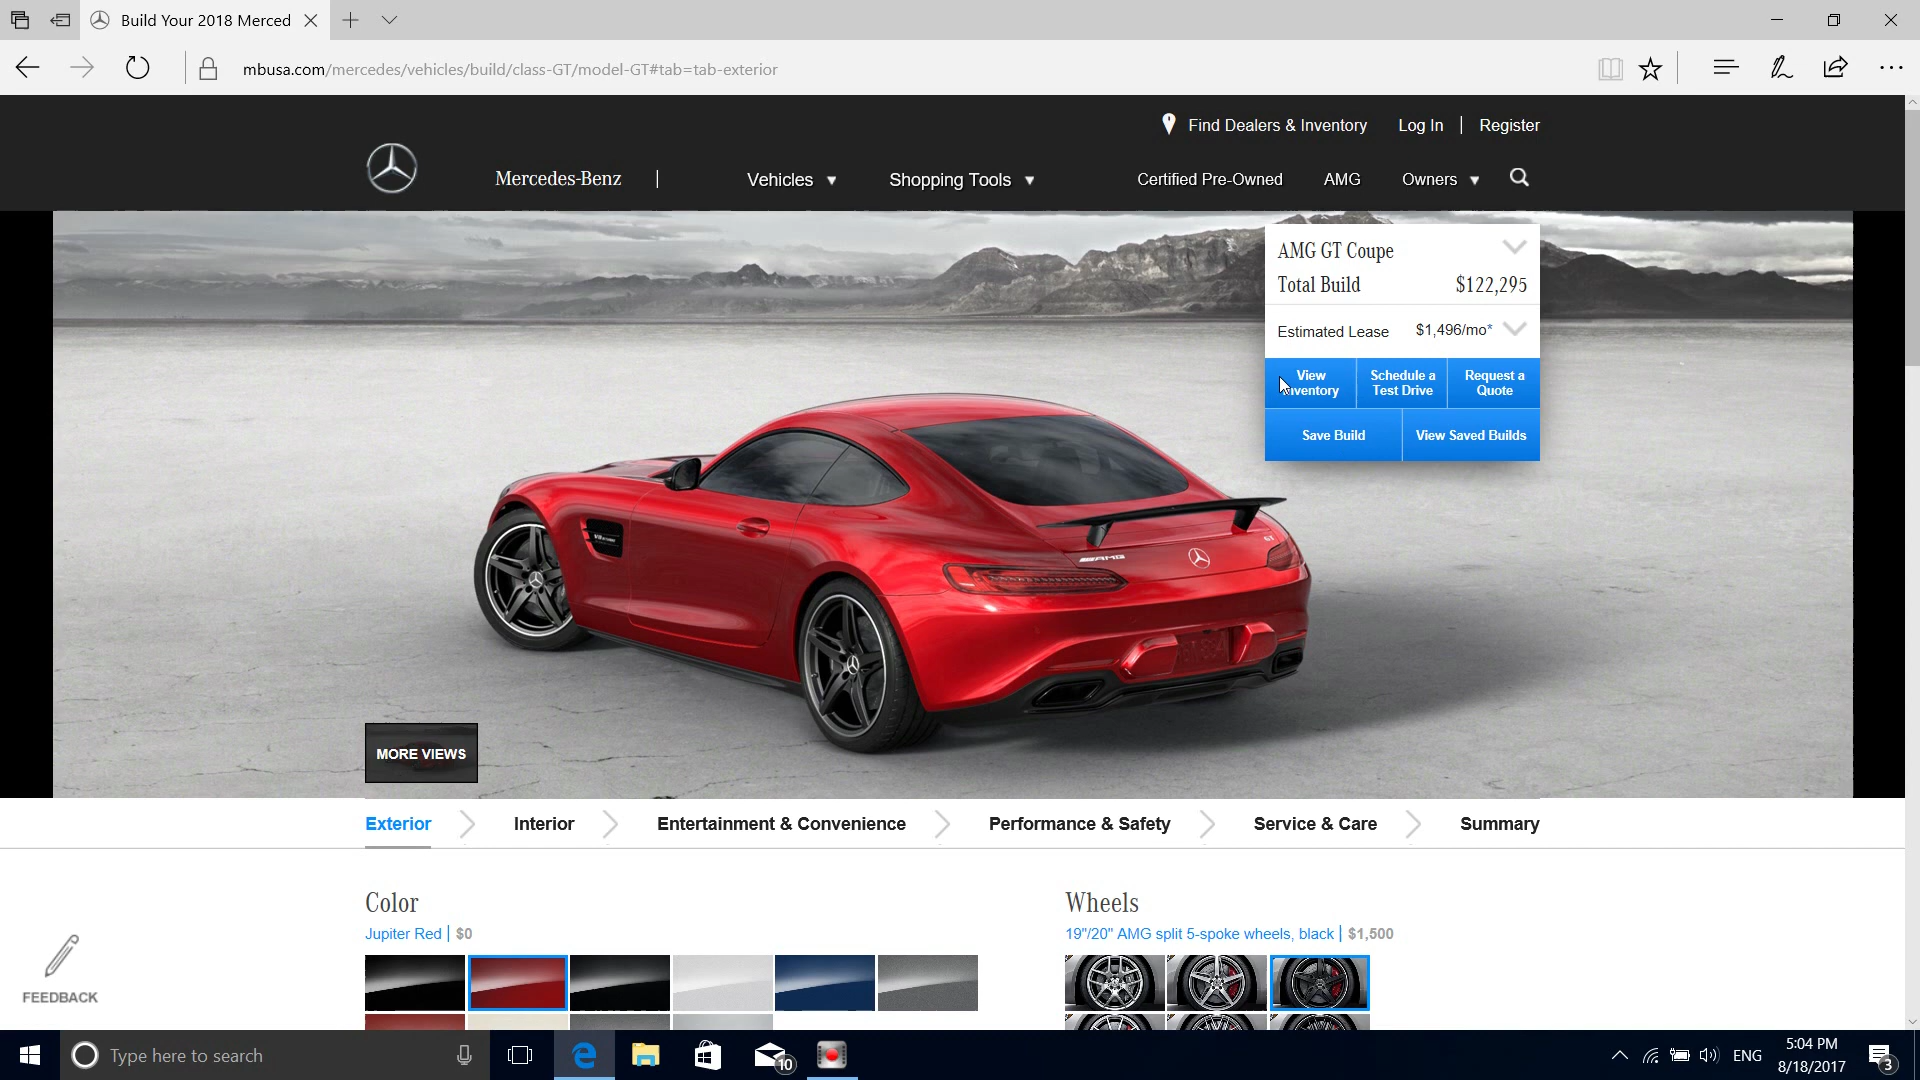 Build Your 2018 Merced
mbusa.com/mercedes/vehicles/build/class-GT/model-GT#tab=tab-exterior
Find Dealers & Inventory Log In | Register
Mercedes-Benz | Vehicles ▼ Shopping Tools ▼ Certified Pre-Owned AMG Owners ▼
AMG GT Coupe
Total Build $122,295
Estimated Lease $1,496/mo*
View
Schedule a
Test Drive
Request a
Quote
Save Build
View Saved Builds
AMG
GT
MORE VIEWS
Exterior Interior Entertainment & Convenience Performance & Safety Service & Care Summary
Color
Jupiter Red | $0
Wheels
19"/20" AMG split 5-spoke wheels, black | $1,500
FEEDBACK
Type here to search
10
ENG
5:04 PM
8/18/2017
3